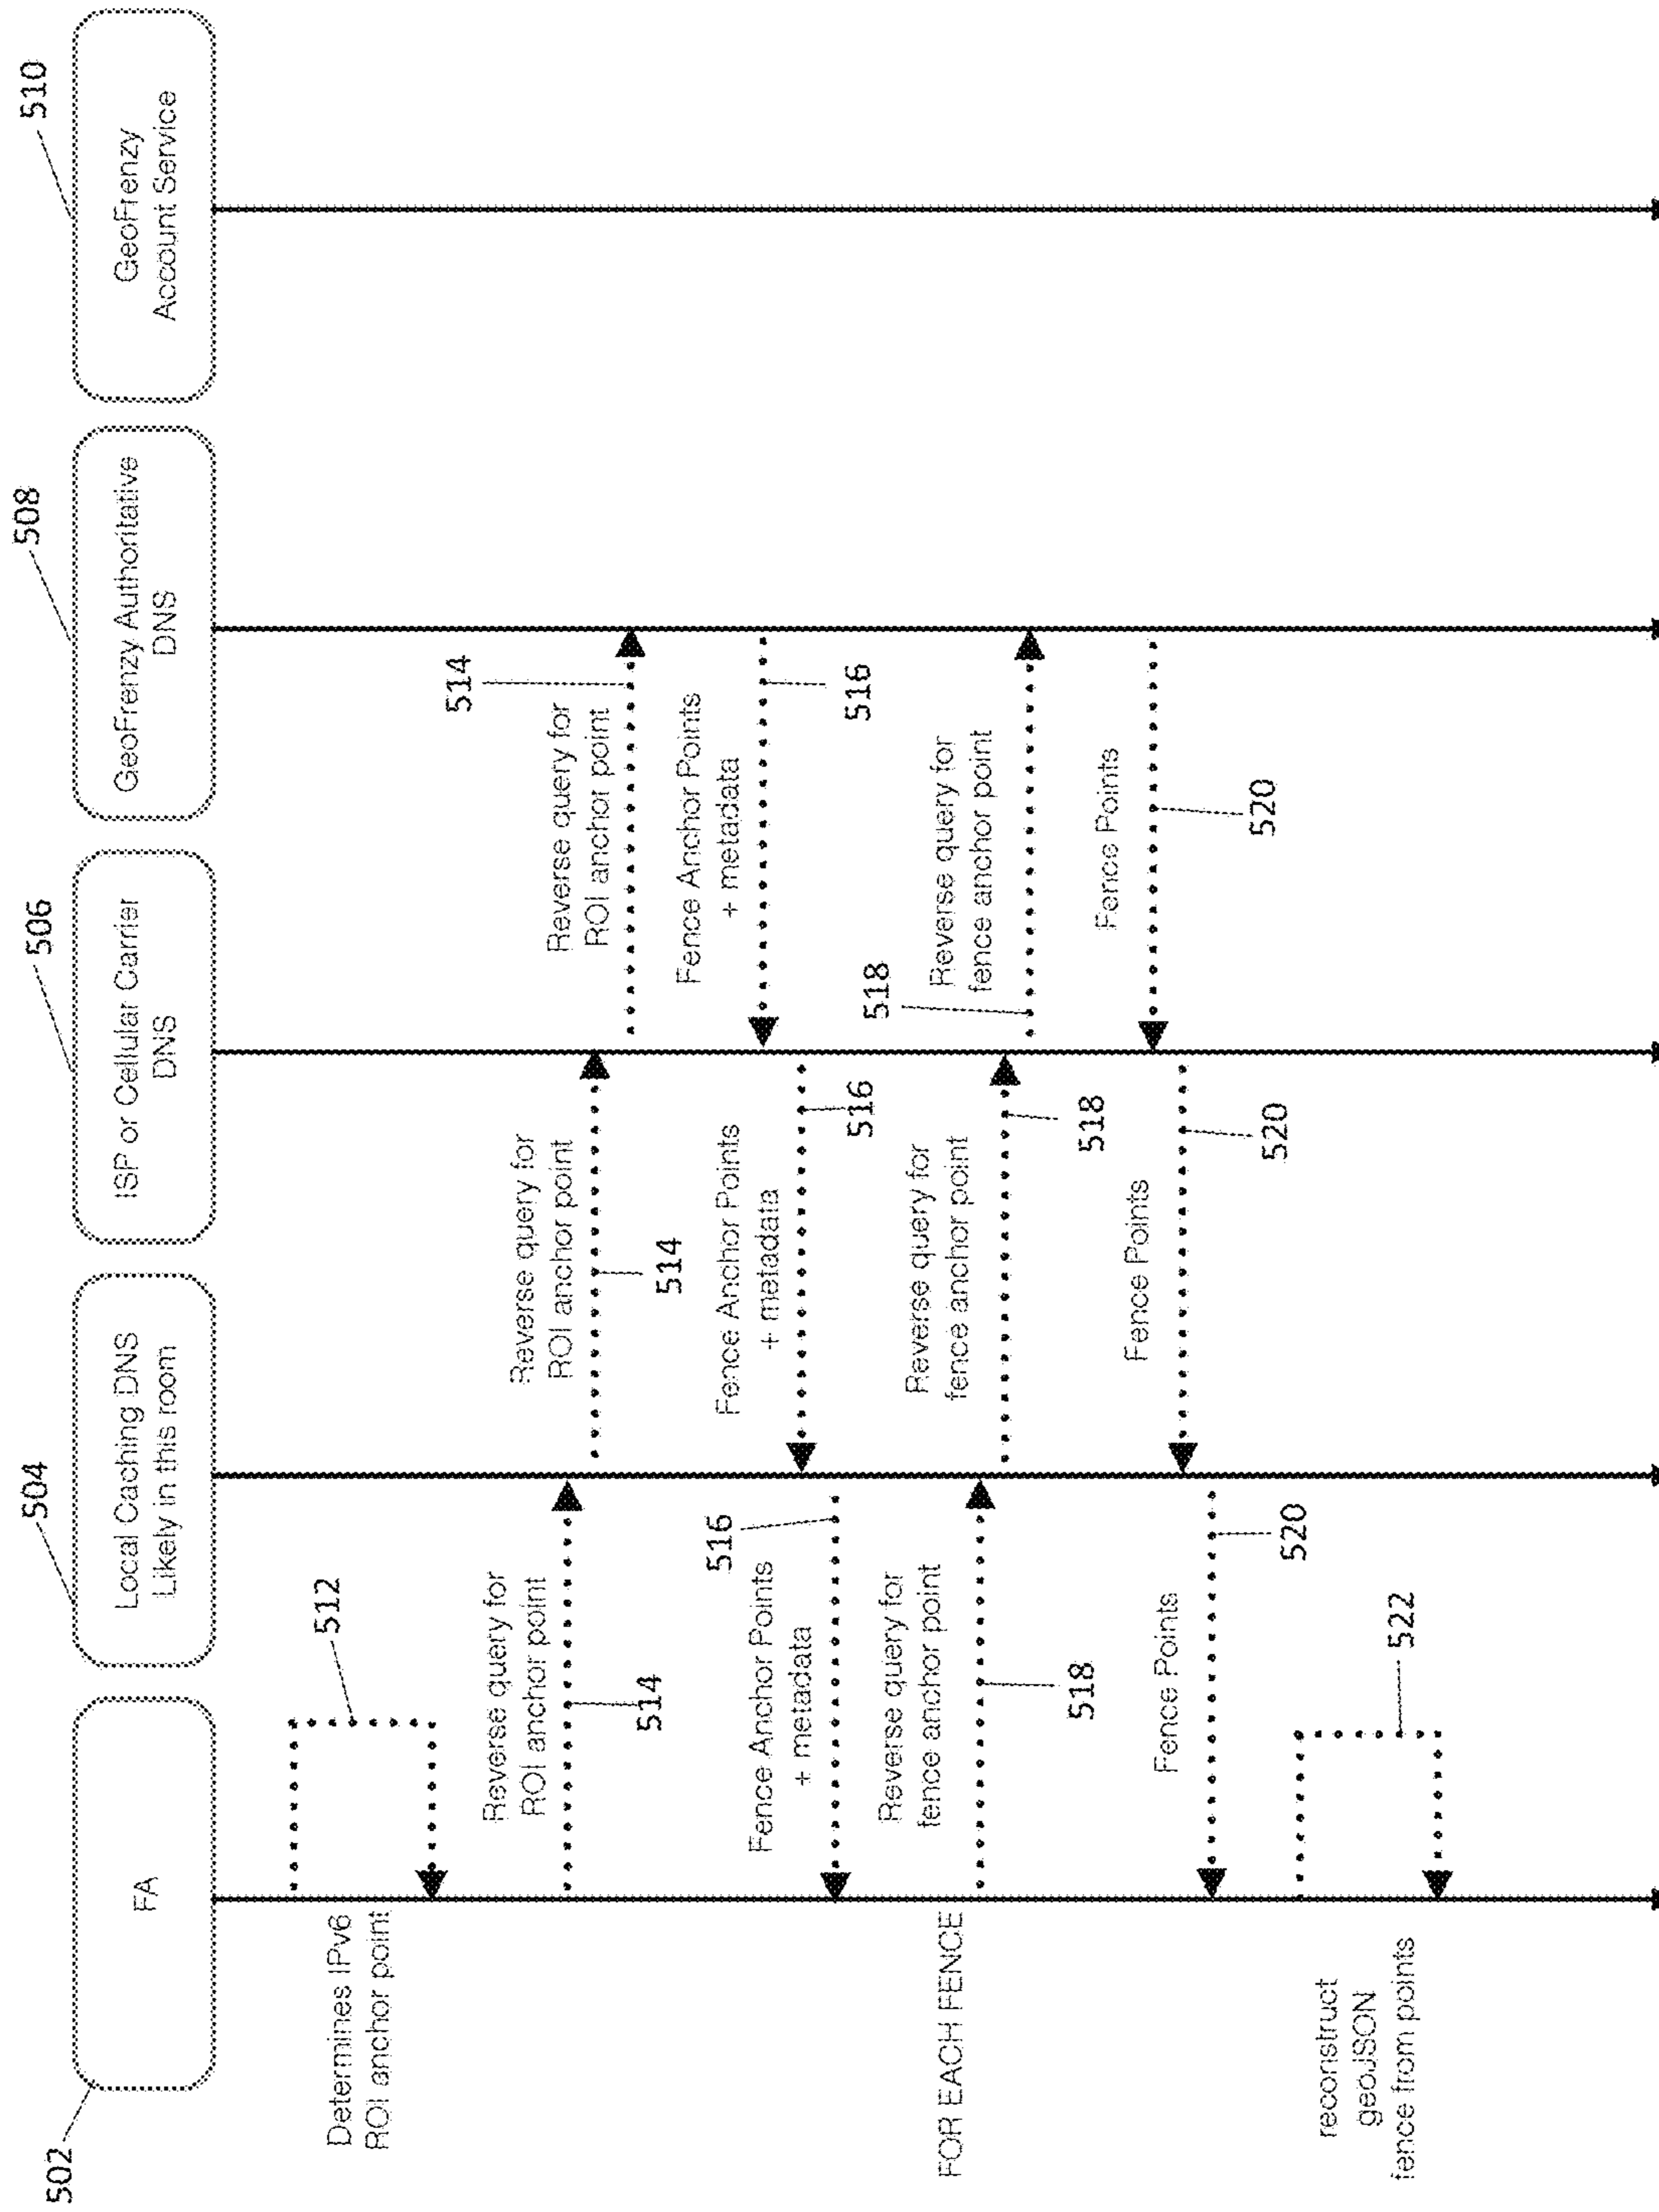 502
FA
504
Local Caching DNS
Likely in this room
506
ISP or Cellular Carrier
DNS
508
GeoFrenzy Authoritative
DNS
510
GeoFrenzy
Account Service
Determines IPv6
ROI anchor point
512
Reverse query for
ROI anchor point
514
Reverse query for
ROI anchor point
514
Reverse query for
ROI anchor point
514
Fence Anchor Points
+ metadata
516
Fence Anchor Points
+ metadata
516
Fence Anchor Points
+ metadata
516
FOR EACH FENCE
Reverse query for
fence anchor point
518
Reverse query for
fence anchor point
518
Reverse query for
fence anchor point
518
Fence Points
520
Fence Points
520
Fence Points
520
reconstruct
geoJSON
fence from points
522